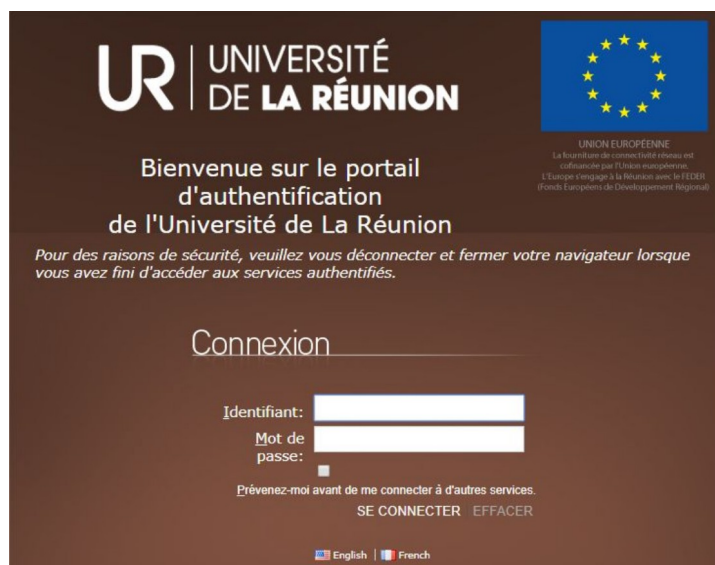 UR UNIVERSITÉ
DE LA RÉUNION
UNION EUROPÉENNE
La fourniture de connectivité réseau est
cofinancée par l'Union européenne.
L'Europe s'engage à la Réunion avec le FEDER
(Fonds Européens de Développement Régional)
Bienvenue sur le portail
d'authentification
de l'Université de La Réunion
Pour des raisons de sécurité, veuillez vous déconnecter et fermer votre navigateur lorsque
vous avez fini d'accéder aux services authentifiés.
Connexion
Identifiant:
Mot de
passe:
Prévenez-moi avant de me connecter à d'autres services.
SE CONNECTER EFFACER
English | French